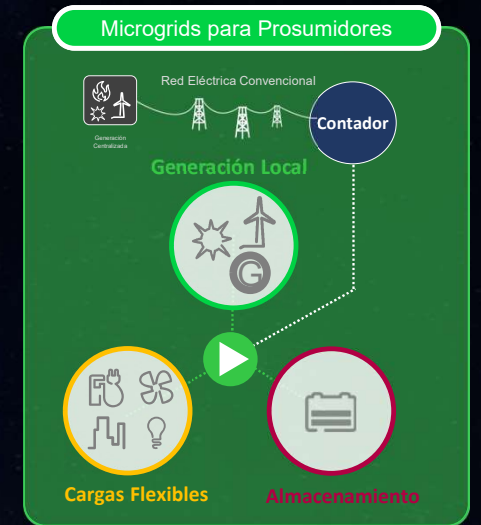 Microgrids para Prosumidores
Red Eléctrica Convencional
Contador
Generación
Centralizada
Generación Local
G
Cargas Flexibles
Almacenamiento